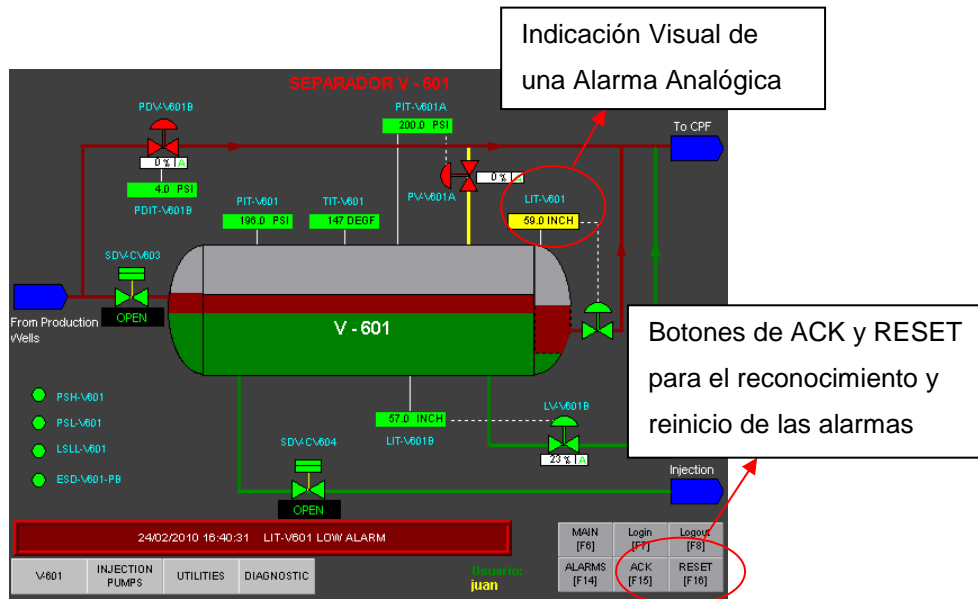 Indicación Visual de
una Alarma Analógica
SEPARADOR V - 601
PDV-V601B
PIT-V601A
200.0 PSI
To CPF
0 % A
0 % A
4.0 PSI
PDIT-V601B
PV-V601A
PIT-V601
TIT-V601
LIT-V601
196.0 PSI
147 DEGF
59.0 INCH
SDV-CV603
OPEN
From Production
Wells
V - 601
Botones de ACK y RESET
para el reconocimiento y
reinicio de las alarmas
PSH-V601
PSL-V601
LSLL-V601
ESD-V601-PB
57.0 INCH
LIT-V601B
LV-V601B
23 % A
SDV-CV604
OPEN
Injection
24/02/2010 16:40:31 LIT-V601 LOW ALARM
MAIN
[F6]
Login
[F7]
Logout
[F8]
V-601
INJECTION
PUMPS
UTILITIES
DIAGNOSTIC
Usuario:
juan
ALARMS
[F14]
ACK
[F15]
RESET
[F16]